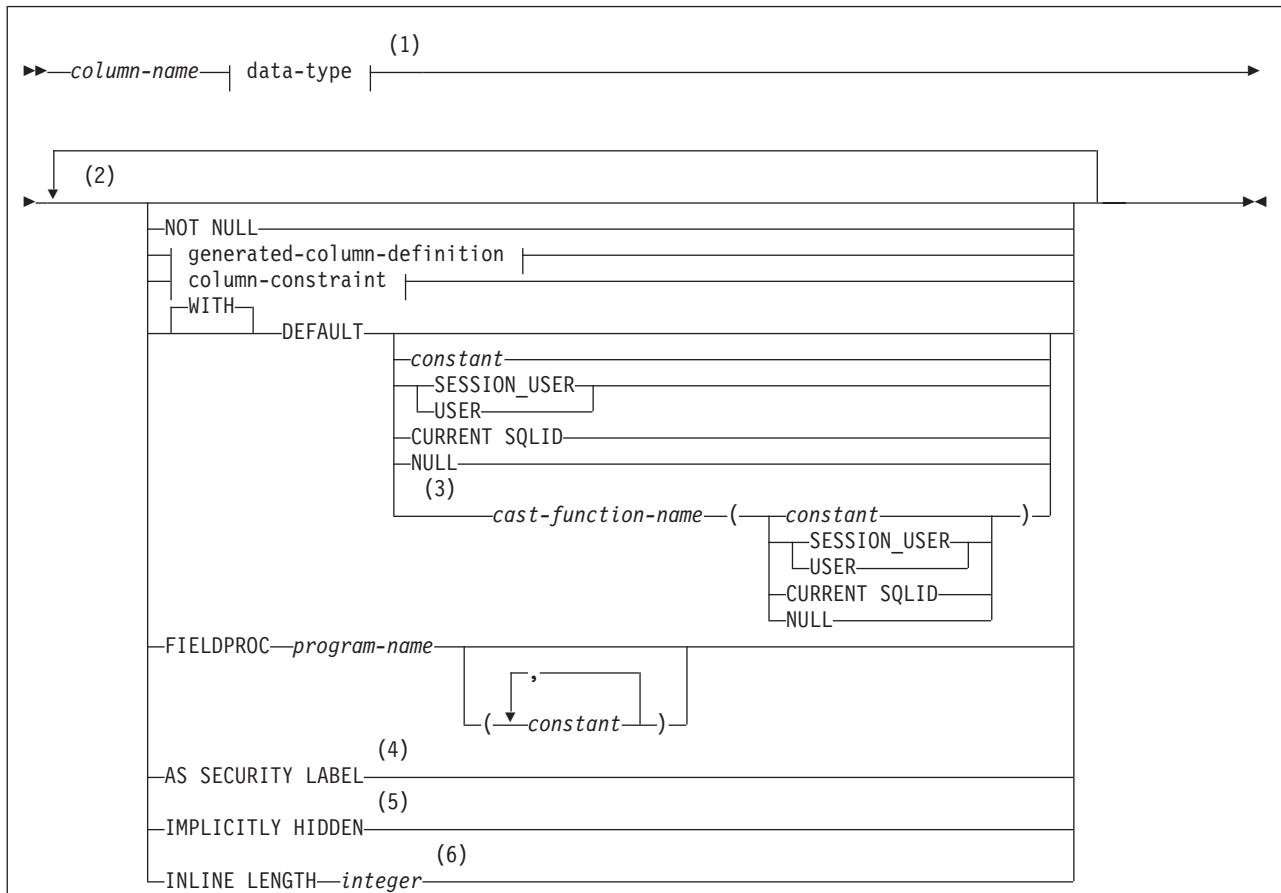 (1)
column-name data-type
(2)
NOT NULL
generated-column-definition
column-constraint
WITH
DEFAULT
constant
SESSION_USER
USER
CURRENT SQLID
NULL
(3)
cast-function-name ( constant )
SESSION_USER
USER
CURRENT SQLID
NULL
FIELDPROC program-name
,
( constant )
(4)
AS SECURITY LABEL
(5)
IMPLICITLY HIDDEN
(6)
INLINE LENGTH integer